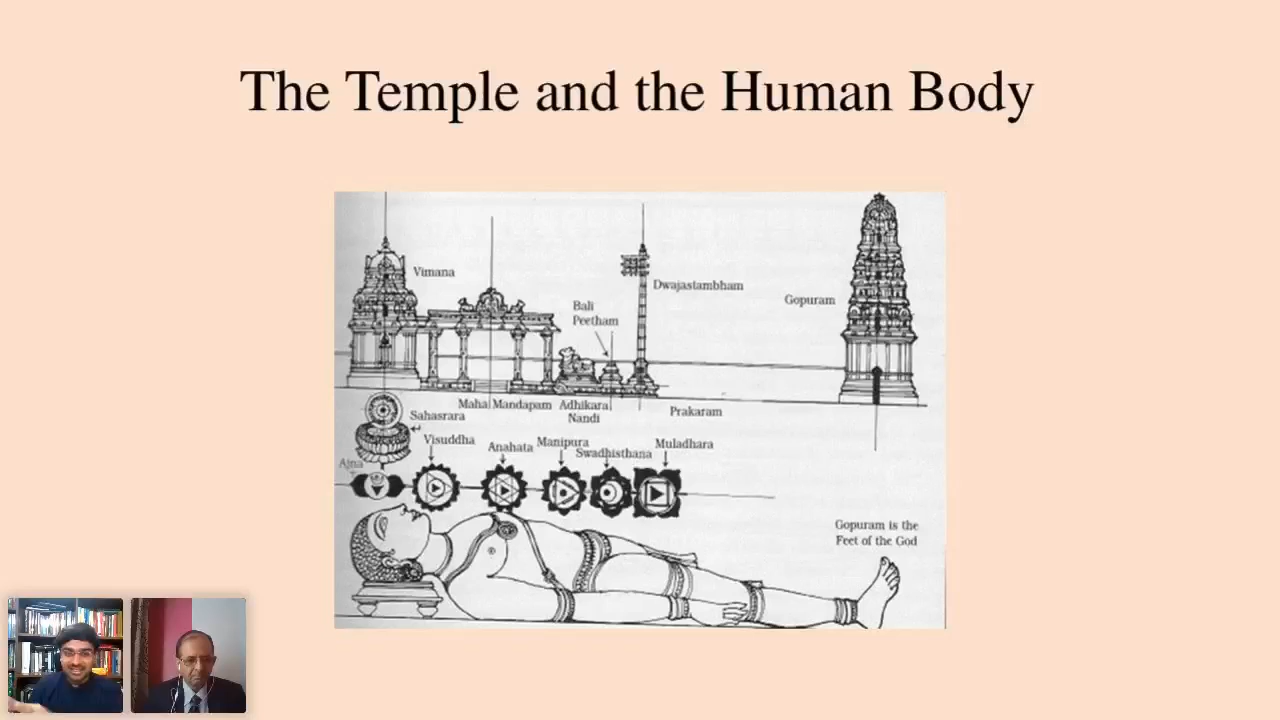 The Temple and the Human Body
Vimana
Dwajastambham
Gopuram
Bali
Peetham
Maha Mandapam
Adhikara
Nandi
Prakaram
Sahasrara
Visuddha
Anahata
Manipura
Swadhisthana
Muladhara
Ajna
Gopuram is the
Feet of the God